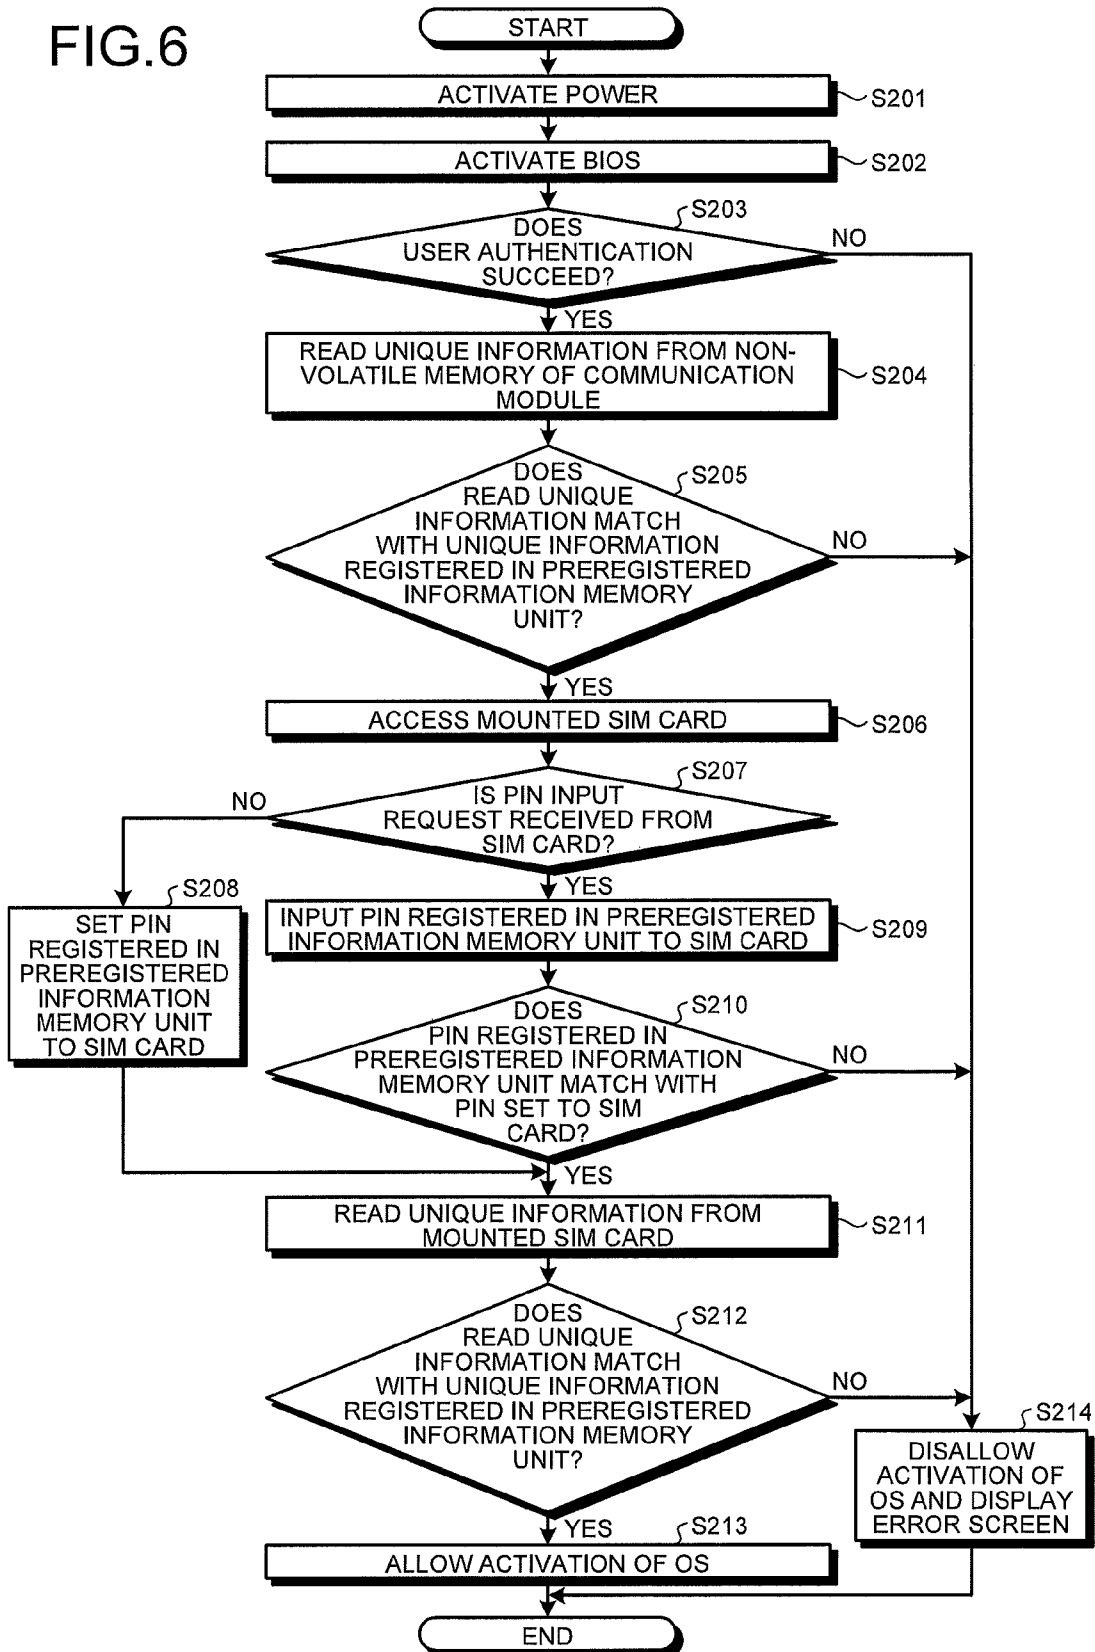 FIG.6
START
ACTIVATE POWER
S201
ACTIVATE BIOS
S202
S203
DOES
USER AUTHENTICATION
SUCCEED?
NO
YES
READ UNIQUE INFORMATION FROM NON-
VOLATILE MEMORY OF COMMUNICATION
MODULE
S204
S205
DOES
READ UNIQUE
INFORMATION MATCH
WITH UNIQUE INFORMATION
REGISTERED IN PREREGISTERED
INFORMATION MEMORY
UNIT?
NO
YES
ACCESS MOUNTED SIM CARD
S206
S207
IS PIN INPUT
REQUEST RECEIVED FROM
SIM CARD?
NO
YES
S208
SET PIN
REGISTERED IN
PREREGISTERED
INFORMATION
MEMORY UNIT
TO SIM CARD
INPUT PIN REGISTERED IN PREREGISTERED
INFORMATION MEMORY UNIT TO SIM CARD
S209
S210
DOES
PIN REGISTERED IN
PREREGISTERED INFORMATION
MEMORY UNIT MATCH WITH
PIN SET TO SIM
CARD?
NO
YES
READ UNIQUE INFORMATION FROM
MOUNTED SIM CARD
S211
S212
DOES
READ UNIQUE
INFORMATION MATCH
WITH UNIQUE INFORMATION
REGISTERED IN PREREGISTERED
INFORMATION MEMORY
UNIT?
NO
YES
S214
DISALLOW
ACTIVATION OF
OS AND DISPLAY
ERROR SCREEN
S213
ALLOW ACTIVATION OF OS
END